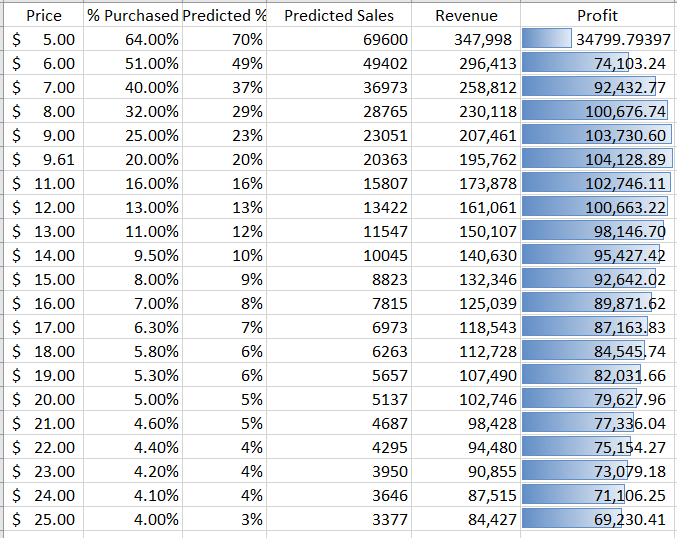 Price % Purchased Predicted % Predicted Sales Revenue Profit
$ 5.00 64.00% 70% 69600 347,998 34799.79397
$ 6.00 51.00% 49% 49402 296,413 74,103.24
$ 7.00 40.00% 37% 36973 258,812 92,432.77
$ 8.00 32.00% 29% 28765 230,118 100,676.74
$ 9.00 25.00% 23% 23051 207,461 103,730.60
$ 9.61 20.00% 20% 20363 195,762 104,128.89
$ 11.00 16.00% 16% 15807 173,878 102,746.11
$ 12.00 13.00% 13% 13422 161,061 100,663.22
$ 13.00 11.00% 12% 11547 150,107 98,146.70
$ 14.00 9.50% 10% 10045 140,630 95,427.42
$ 15.00 8.00% 9% 8823 132,346 92,642.02
$ 16.00 7.00% 8% 7815 125,039 89,871.62
$ 17.00 6.30% 7% 6973 118,543 87,163.83
$ 18.00 5.80% 6% 6263 112,728 84,545.74
$ 19.00 5.30% 6% 5657 107,490 82,031.66
$ 20.00 5.00% 5% 5137 102,746 79,627.96
$ 21.00 4.60% 5% 4687 98,428 77,336.04
$ 22.00 4.40% 4% 4295 94,480 75,154.27
$ 23.00 4.20% 4% 3950 90,855 73,079.18
$ 24.00 4.10% 4% 3646 87,515 71,106.25
$ 25.00 4.00% 3% 3377 84,427 69,230.41